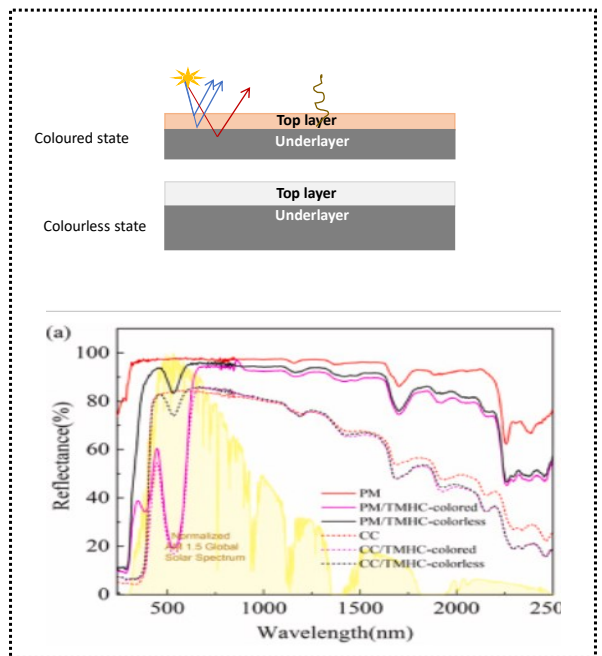 Top layer
Coloured state
Underlayer
Top layer
Underlayer
Colourless state
(a)
100
80
60
40
20
0
Reflectance(%)
Normalized
1.5 Global
Solar Spectrum
PM
PM/TMHC-colored
PM/TMHC-colorless
CC
CC/TMHC-colored
CC/TMHC-colorless
500
1000
1500
2000
250
Wavelength(nm)